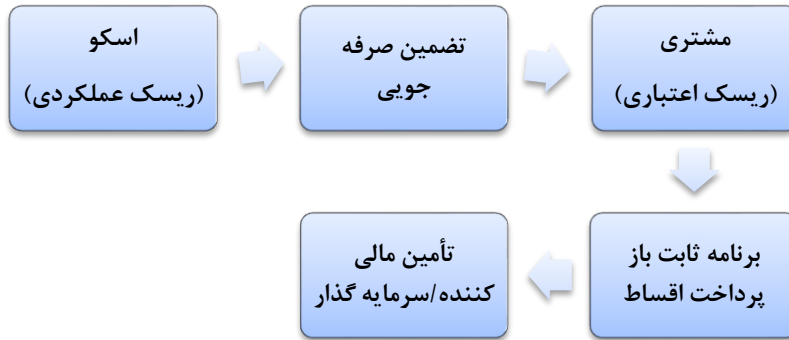 اسکو
(ریسک عملکردی)
تضمین صرفه
جویی
مشتری
(ریسک اعتباری)
برنامه ثابت باز
پرداخت اقساط
تأمین مالی
کننده/سرمایه گذار